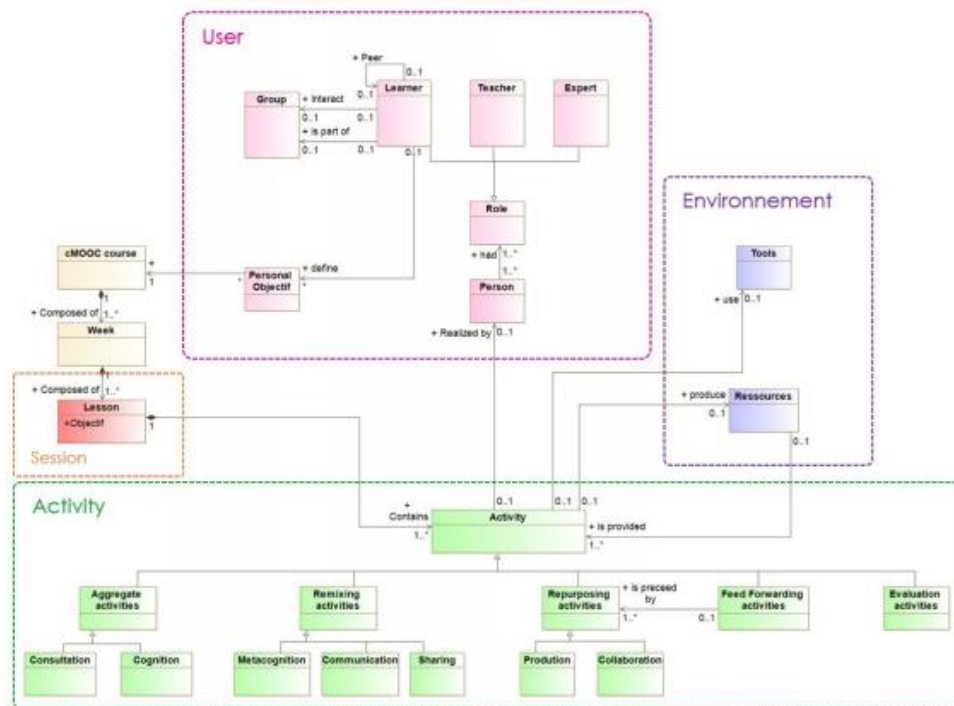 User
+ Peer
0..1
0..1
Learner
Teacher
Expert
Group
+ Interact
0..1
0..1
+ is part of
0..1
0..1
0..1
Role
+ had
1..*
1..*
Person
+ Realized by
0..1
+ define
*
Personal
Objectif
*
+
1
cMOOC course
1
+ Composed of
1..*
Week
1
+ Composed of
1..*
Lesson
+Objectif
1
Session
Environnement
Tools
+ use
0..1
+ produce
0..1
Ressources
0..1
Activity
+
Contains
1..*
0..1
0..1
0..1
Activity
+ is provided
1..*
Aggregate
activities
Remixing
activities
Repurposing
activities
+ is preceed
by
1..*
0..1
Feed Forwarding
activities
Evaluation
activities
Consultation
Cognition
Metacognition
Communication
Sharing
Prodution
Collaboration